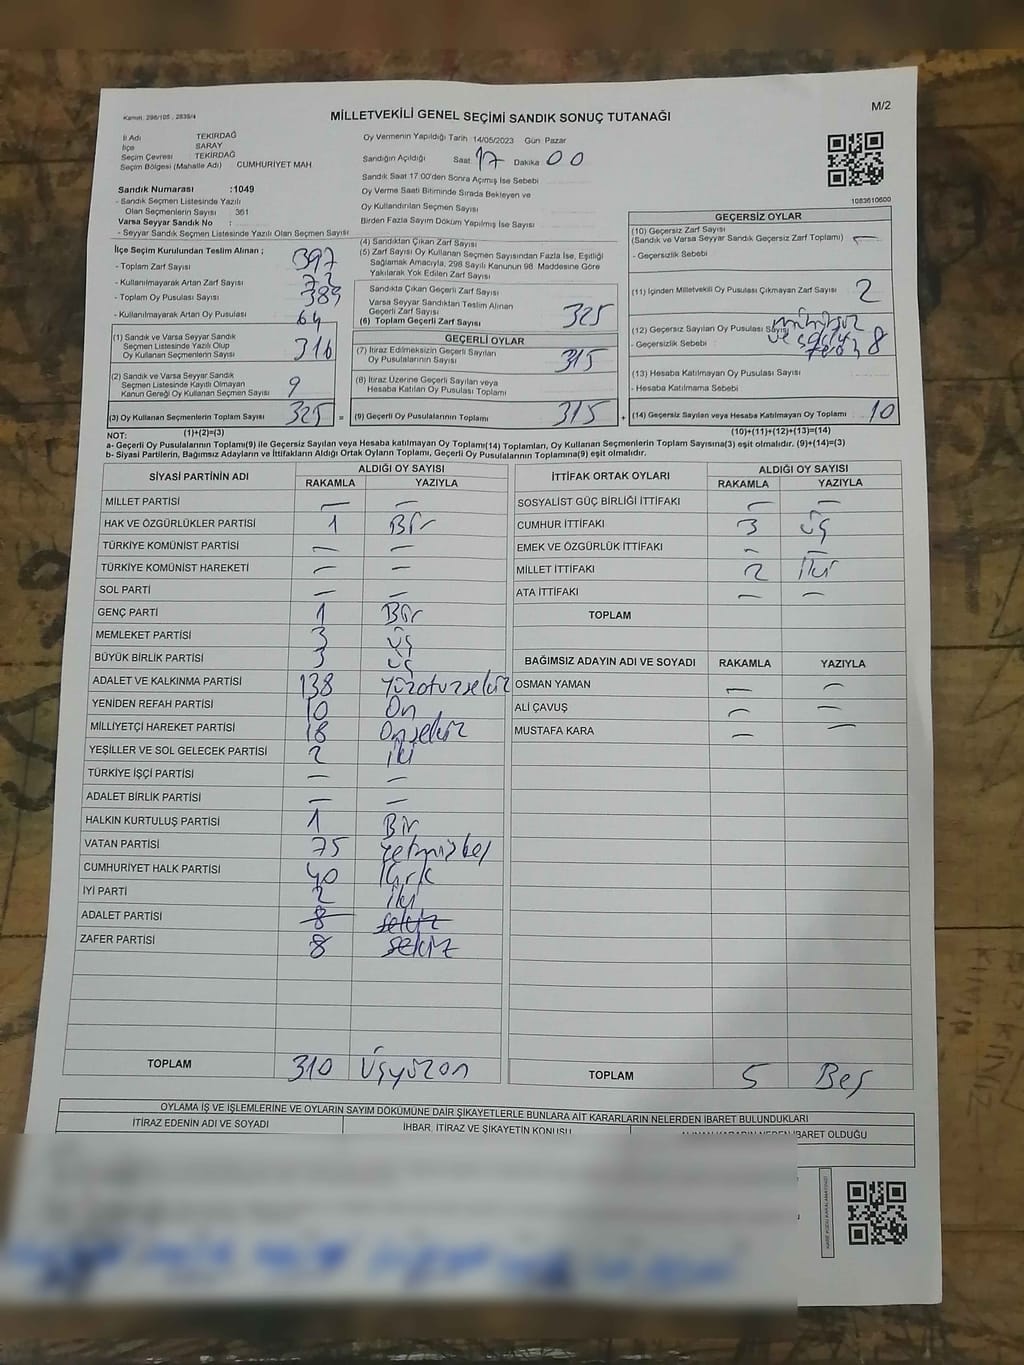 Kanun, 298/105 , 2839/4
MİLLETVEKİLİ GENEL SEÇİMİ SANDIK SONUÇ TUTANAĞI
M/2
İl Adı TEKİRDAĞ
İlçe SARAY
Seçim Çevresi TEKİRDAĞ
Seçim Bölgesi (Mahalle Adı) CUMHURİYET MAH
Sandık Numarası :1049
- Sandık Seçmen Listesinde Yazılı
Olan Seçmenlerin Sayısı 361
Varsa Seyyar Sandık No :
- Seyyar Sandık Seçmen Listesinde Yazılı Olan Seçmen Sayısı
Oy Vermenin Yapıldığı Tarih 14/05/2023 Gün Pazar
Sandığın Açıldığı Saat 17 Dakika 00
Sandık Saat 17.00'den Sonra Açılmış İse Sebebi
Oy Verme Saati Bitiminde Sırada Bekleyen ve
Oy Kullandırılan Seçmen Sayısı
Birden Fazla Sayım Döküm Yapılmış İse Sayısı
1083610600
İlçe Seçim Kurulundan Teslim Alınan ;
- Toplam Zarf Sayısı 397
- Kullanılmayarak Artan Zarf Sayısı 72
- Toplam Oy Pusulası Sayısı 389
- Kullanılmayarak Artan Oy Pusulası 64
(1) Sandık ve Varsa Seyyar Sandık
Seçmen Listesinde Yazılı Olup
Oy Kullanan Seçmenlerin Sayısı 316
(2) Sandık ve Varsa Seyyar Sandık
Seçmen Listesinde Kayıtlı Olmayan
Kanun Gereği Oy Kullanan Seçmen Sayısı 9
(3) Oy Kullanan Seçmenlerin Toplam Sayısı 325 =
(1)+(2)=(3)
(4) Sandıktan Çıkan Zarf Sayısı
(5) Zarf Sayısı Oy Kullanan Seçmen Sayısından Fazla İse, Eşitliği
Sağlamak Amacıyla, 298 Sayılı Kanunun 98. Maddesine Göre
Yakılarak Yok Edilen Zarf Sayısı
Sandıkta Çıkan Geçerli Zarf Sayısı
Varsa Seyyar Sandıktan Teslim Alınan
Geçerli Zarf Sayısı
(6) Toplam Geçerli Zarf Sayısı 325
GEÇERLİ OYLAR
(7) İtiraz Edilmeksizin Geçerli Sayılan
Oy Pusulalarının Sayısı 315
(8) İtiraz Üzerine Geçerli Sayılan veya
Hesaba Katılan Oy Pusulası Toplamı
(9) Geçerli Oy Pusulalarının Toplamı 315 +
GEÇERSİZ OYLAR
(10) Geçersiz Zarf Sayısı
(Sandık ve Varsa Seyyar Sandık Geçersiz Zarf Toplamı) —
- Geçersizlik Sebebi
(11) İçinden Milletvekili Oy Pusulası Çıkmayan Zarf Sayısı 2
(12) Geçersiz Sayılan Oy Pusulası Sayısı
- Geçersizlik Sebebi 8
(13) Hesaba Katılmayan Oy Pusulası Sayısı
- Hesaba Katılmama Sebebi
(14) Geçersiz Sayılan veya Hesaba Katılmayan Oy Toplamı 10
(10)+(11)+(12)+(13)=(14)
NOT:
a- Geçerli Oy Pusulalarının Toplamı(9) ile Geçersiz Sayılan veya Hesaba katılmayan Oy Toplamı(14) Toplamları, Oy Kullanan Seçmenlerin Toplam Sayısına(3) eşit olmalıdır. (9)+(14)=(3)
b- Siyasi Partilerin, Bağımsız Adayların ve İttifakların Aldığı Ortak Oyların Toplamı, Geçerli Oy Pusulalarının Toplamına(9) eşit olmalıdır.
SİYASİ PARTİNİN ADI ALDIĞI OY SAYISI
RAKAMLA YAZIYLA
MİLLET PARTİSİ — —
HAK VE ÖZGÜRLÜKLER PARTİSİ 1 Bir
TÜRKİYE KOMÜNİST PARTİSİ — —
TÜRKİYE KOMÜNİST HAREKETİ — —
SOL PARTİ — —
GENÇ PARTİ 1 Bir
MEMLEKET PARTİSİ 3 üç
BÜYÜK BİRLİK PARTİSİ 3 üç
ADALET VE KALKINMA PARTİSİ 138 Yüzotuzsekiz
YENİDEN REFAH PARTİSİ 10 On
MİLLİYETÇİ HAREKET PARTİSİ 18 Onsekiz
YEŞİLLER VE SOL GELECEK PARTİSİ 2 iki
TÜRKİYE İŞÇİ PARTİSİ — —
ADALET BİRLİK PARTİSİ — —
HALKIN KURTULUŞ PARTİSİ 1 Bir
VATAN PARTİSİ 75 Yetmişbeş
CUMHURİYET HALK PARTİSİ 40 Kırk
İYİ PARTİ 2 iki
ADALET PARTİSİ 8 sekiz
ZAFER PARTİSİ 8 sekiz
TOPLAM 310 Üçyüzon
İTTİFAK ORTAK OYLARI ALDIĞI OY SAYISI
RAKAMLA YAZIYLA
SOSYALİST GÜÇ BİRLİĞİ İTTİFAKI — —
CUMHUR İTTİFAKI 3 üç
EMEK VE ÖZGÜRLÜK İTTİFAKI — —
MİLLET İTTİFAKI 2 İki
ATA İTTİFAKI — —
TOPLAM
BAĞIMSIZ ADAYIN ADI VE SOYADI RAKAMLA YAZIYLA
OSMAN YAMAN — —
ALİ ÇAVUŞ — —
MUSTAFA KARA — —
TOPLAM 5 Beş
OYLAMA İŞ VE İŞLEMLERİNE VE OYLARIN SAYIM DÖKÜMÜNE DAİR ŞİKAYETLERLE BUNLARA AİT KARARLARIN NELERDEN İBARET BULUNDUKLARI
İTİRAZ EDENİN ADI VE SOYADI
İHBAR, İTİRAZ VE ŞİKAYETİN KONUSU
ALINAN KARARIN NEDEN İBARET OLDUĞU